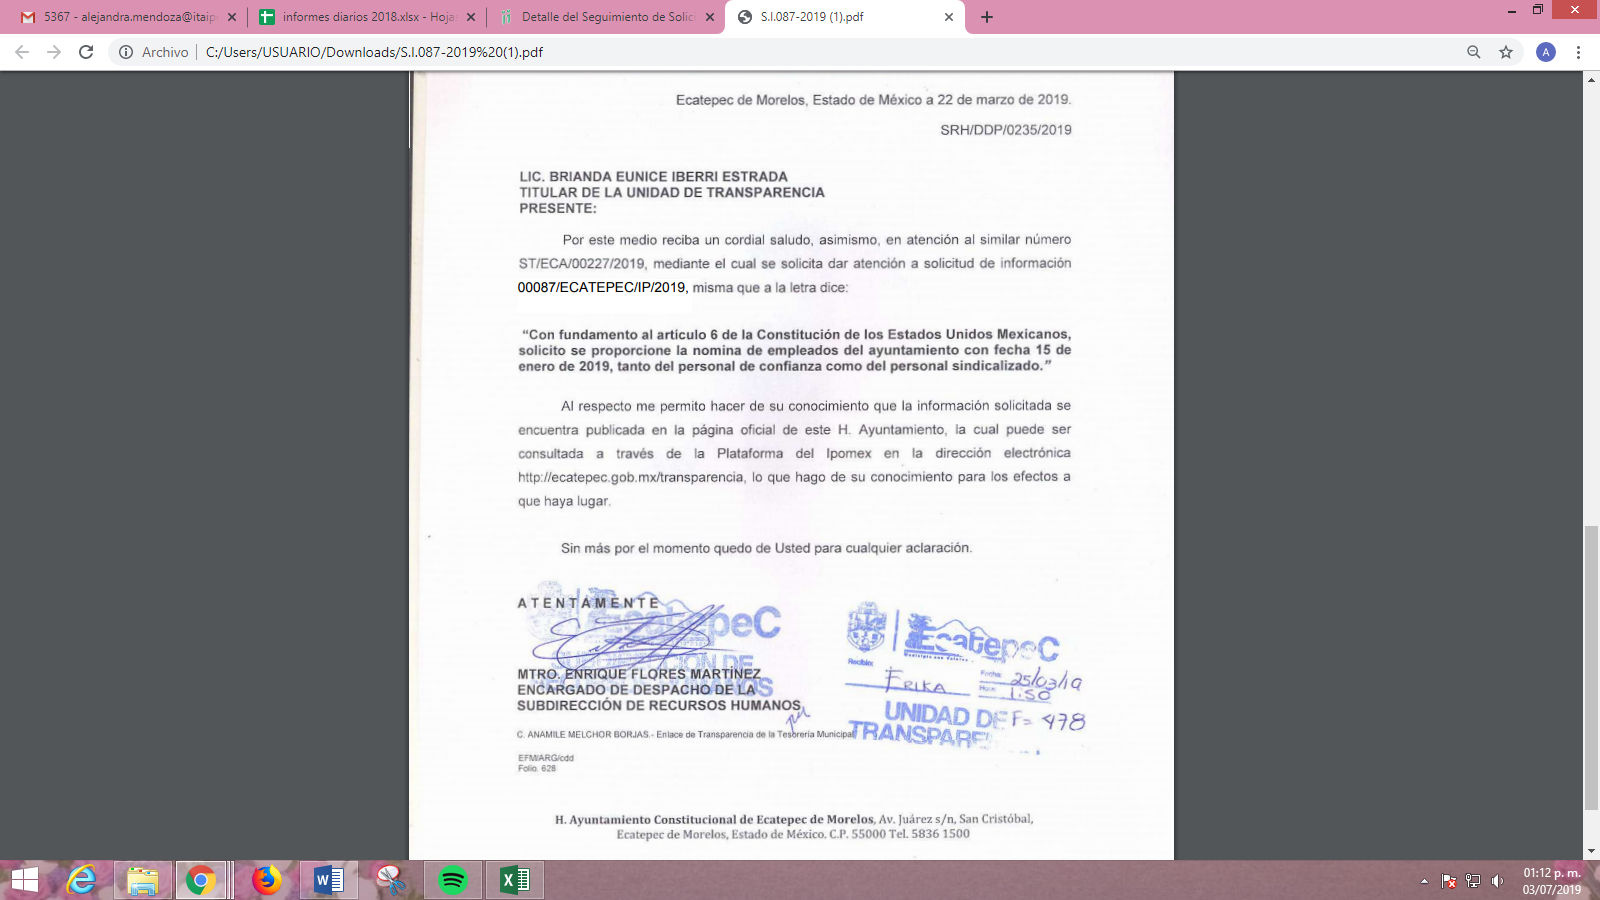 5367 - alejandra.mendoza@itaip
informes diarios 2018.xlsx - Hoja
Detalle del Seguimiento de Solic
S.I.087-2019 (1).pdf
Archivo
C:/Users/USUARIO/Downloads/S.I.087-2019%20(1).pdf
A
Ecatepec de Morelos, Estado de México a 22 de marzo de 2019.
SRH/DDP/0235/2019
LIC. BRIANDA EUNICE IBERRI ESTRADA
TITULAR DE LA UNIDAD DE TRANSPARENCIA
PRESENTE:
Por este medio reciba un cordial saludo, asimismo, en atención al similar número
ST/ECA/00227/2019, mediante el cual se solicita dar atención a solicitud de información
00087/ECATEPEC/IP/2019, misma que a la letra dice:
“Con fundamento al artículo 6 de la Constitución de los Estados Unidos Mexicanos,
solicito se proporcione la nomina de empleados del ayuntamiento con fecha 15 de
enero de 2019, tanto del personal de confianza como del personal sindicalizado.”
Al respecto me permito hacer de su conocimiento que la información solicitada se
encuentra publicada en la página oficial de este H. Ayuntamiento, la cual puede ser
consultada a través de la Plataforma del Ipomex en la dirección electrónica
http://ecatepec.gob.mx/transparencia, lo que hago de su conocimiento para los efectos a
que haya lugar.
Sin más por el momento quedo de Usted para cualquier aclaración.
ATENTAMENTE
EcatepeC
SUBDIRECCIÓN DE
MTRO. ENRIQUE FLORES MARTÍNEZ
ENCARGADO DE DESPACHO DE LA
SUBDIRECCIÓN DE RECURSOS HUMANOS
EcatepeC
Recibió:
ERIKA
Fecha: 25/03/19
Hora: 1:50
UNIDAD DE F= 478
TRANSPARE
C. ANAMILE MELCHOR BORJAS.- Enlace de Transparencia de la Tesorería Municipal
EFM/ARG/cdd
Folio. 628
H. Ayuntamiento Constitucional de Ecatepec de Morelos, Av. Juárez s/n, San Cristóbal,
Ecatepec de Morelos, Estado de México. C.P. 55000 Tel. 5836 1500
01:12 p. m.
03/07/2019